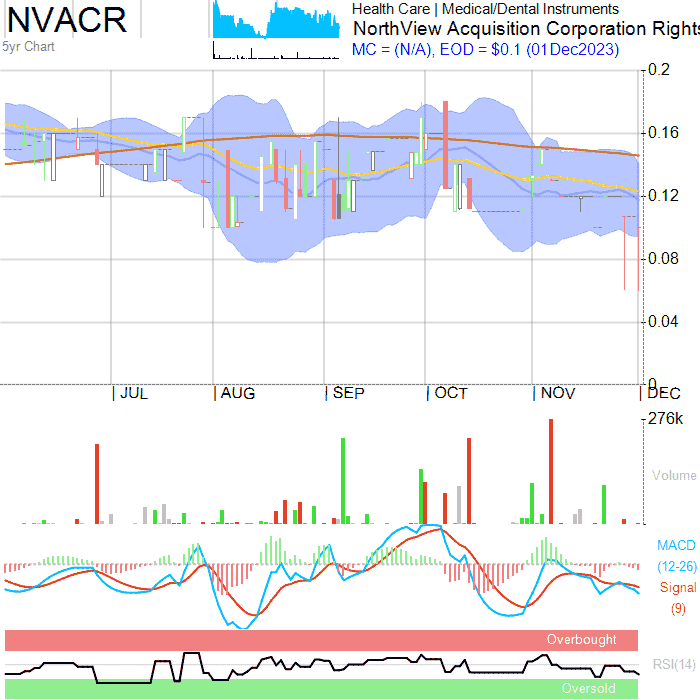 NVACR
5yr Chart
Health Care | Medical/Dental Instruments
NorthView Acquisition Corporation Rights
MC = (N/A), EOD = $0.1 (01Dec2023)
0.2
0.16
0.12
0.08
0.04
0
JUL AUG SEP OCT NOV DEC
276k
Volume
MACD
(12-26)
Signal
(9)
Overbought
RSI(14)
Oversold